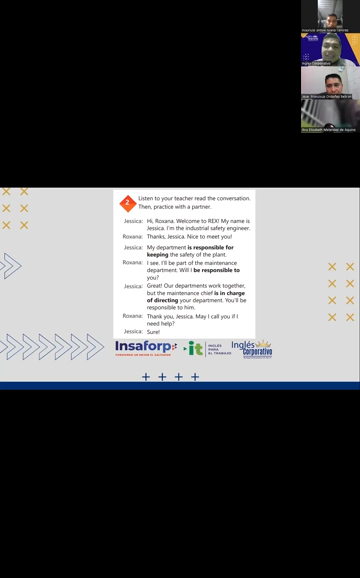 Inglés Corporativo
2
Listen to your teacher read the conversation.
Then, practice with a partner.
Jessica: Hi, Roxana. Welcome to REX! My name is
Jessica. I'm the industrial safety engineer.
Roxana: Thanks, Jessica. Nice to meet you!
Jessica: My department is responsible for
keeping the safety of the plant.
Roxana: I see. I'll be part of the maintenance
department. Will I be responsible to
you?
Jessica: Great! Our departments work together,
but the maintenance chief is in charge
of directing your department. You'll be
responsible to him.
Roxana: Thank you, Jessica. May I call you if I
need help?
Jessica: Sure!
Insaforp
it
INGLÉS
PARA
EL TRABAJO
Inglés
Corporativo